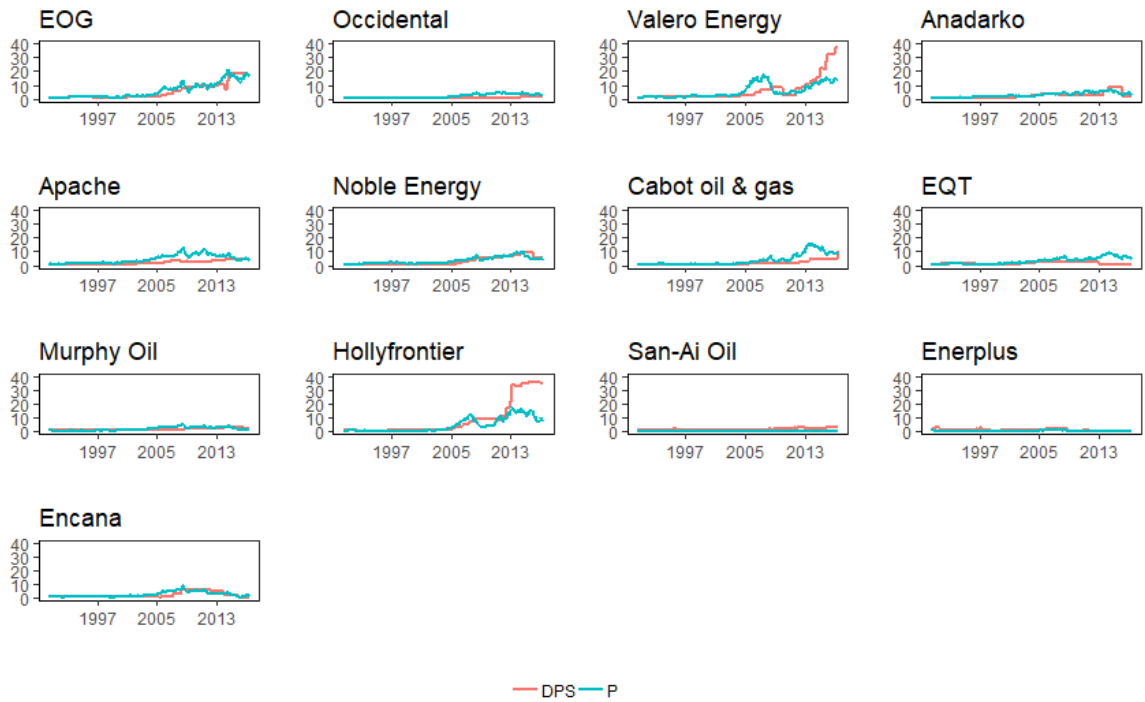 EOG Occidental Valero Energy Anadarko
40 40 40 40
30 30 30 30
20 20 20 20
10 10 10 10
0 0 0 0
1997 2005 2013 1997 2005 2013 1997 2005 2013 1997 2005 2013
Apache Noble Energy Cabot oil & gas EQT
40 40 40 40
30 30 30 30
20 20 20 20
10 10 10 10
0 0 0 0
1997 2005 2013 1997 2005 2013 1997 2005 2013 1997 2005 2013
Murphy Oil Hollyfrontier San-Ai Oil Enerplus
40 40 40 40
30 30 30 30
20 20 20 20
10 10 10 10
0 0 0 0
1997 2005 2013 1997 2005 2013 1997 2005 2013 1997 2005 2013
Encana
40
30
20
10
0
1997 2005 2013
DPS P